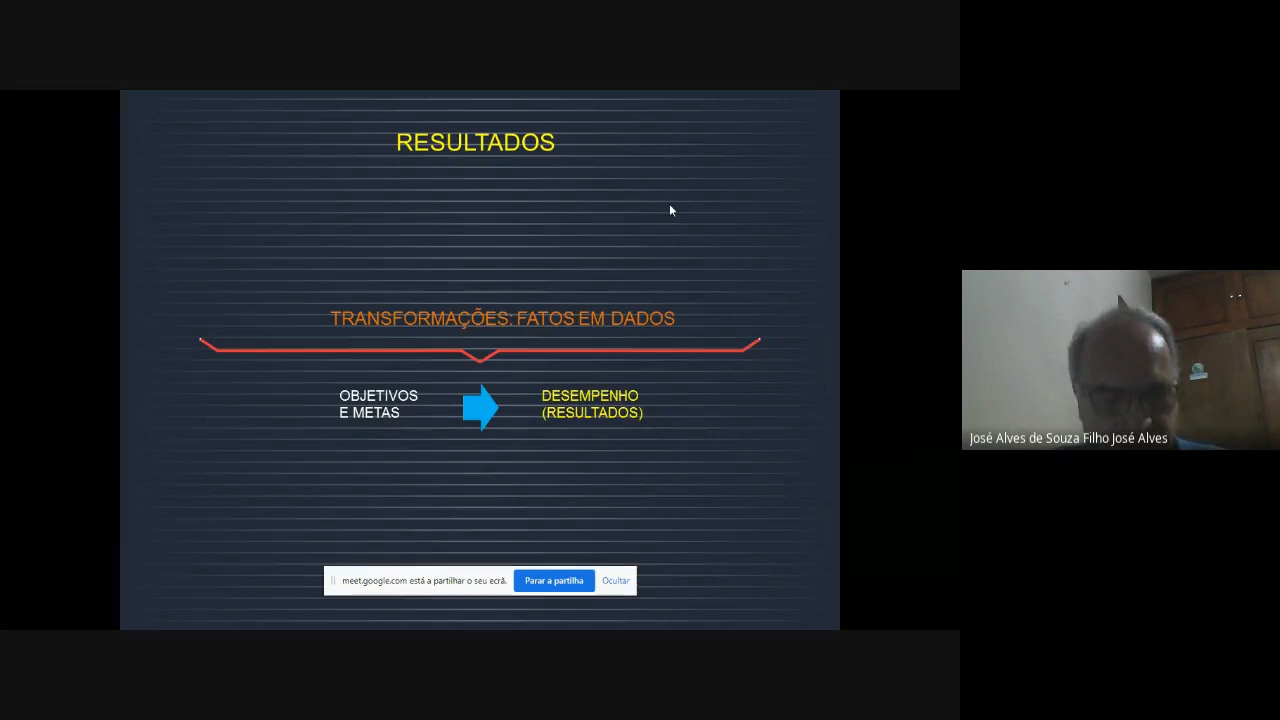 RESULTADOS
TRANSFORMAÇÕES: FATOS EM DADOS
OBJETIVOS
E METAS
DESEMPENHO
(RESULTADOS)
meet.google.com está a partilhar o seu ecrã.
Parar a partilha
Ocultar
José Alves de Souza Filho José Alves